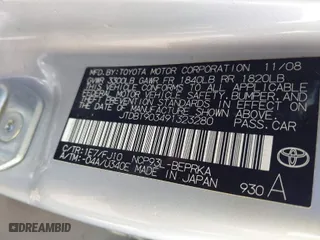 MFD. BY: TOYOTA MOTOR CORPORATION 11/08
GVWR 3300LB GAWR FR 1840LB RR 1820LB
THIS VEHICLE CONFORMS TO ALL APPLICABLE
FEDERAL MOTOR VEHICLE SAFETY, BUMPER, AND
THEFT PREVENTION STANDARDS IN EFFECT ON
THE DATE OF MANUFACTURE SHOWN ABOVE.
JTDBT903491323280
PASS. CAR
C/TR: 1E7/FJ10 NCP93L-BEPRKA
A/TM: -04A/U340E MADE IN JAPAN
TOYOTA
930 A